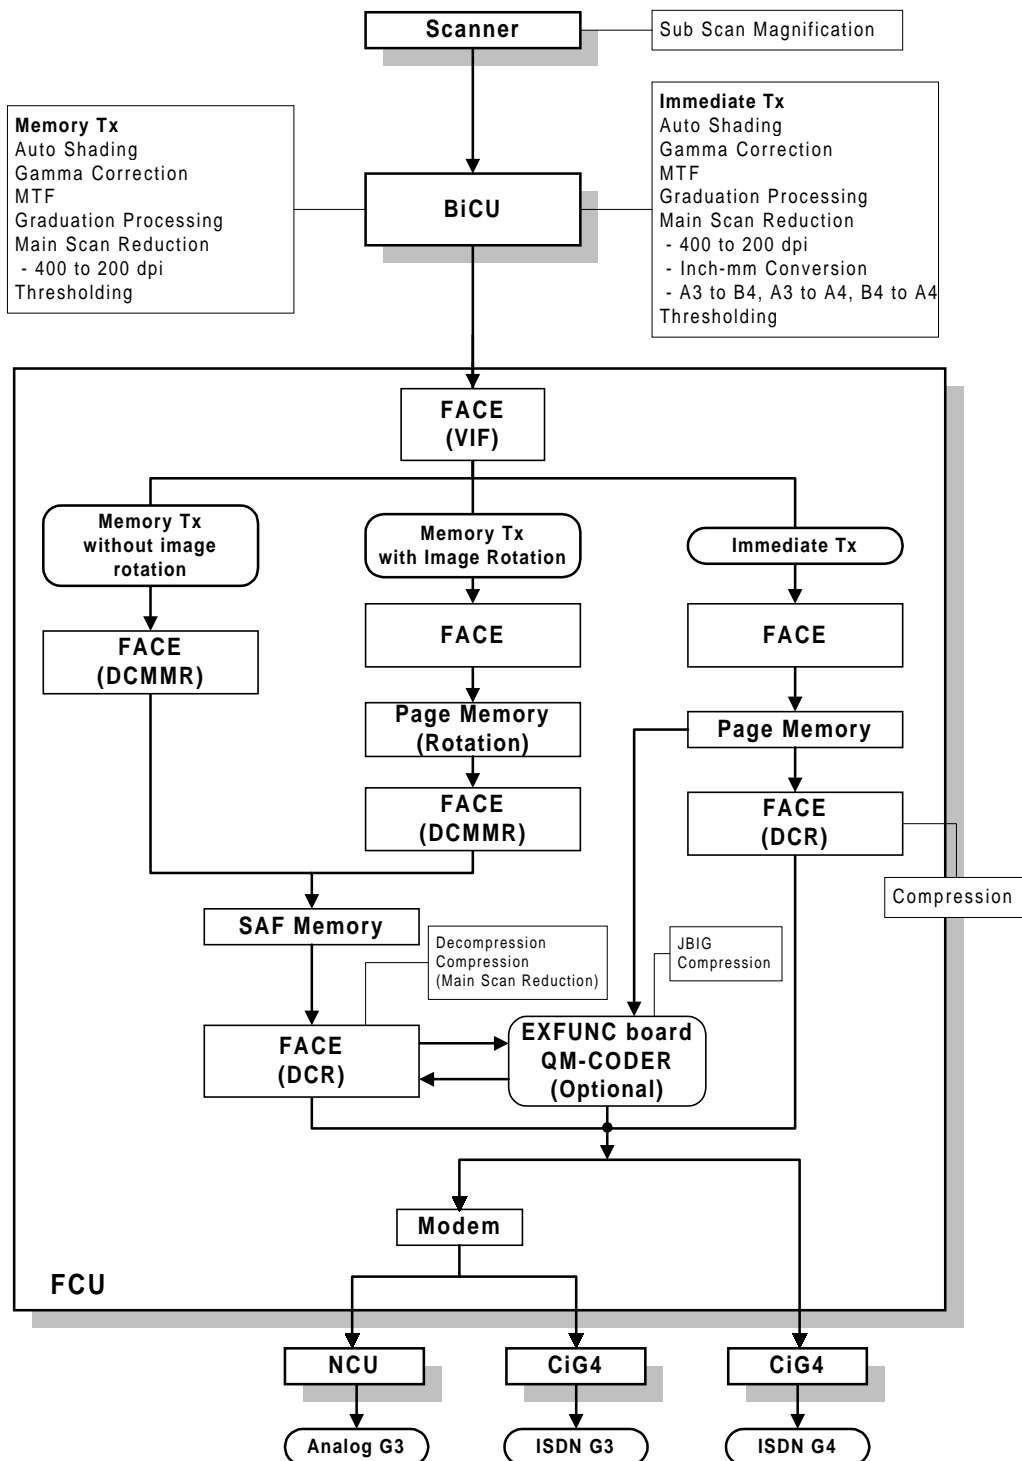 Scanner
Sub Scan Magnification
Memory Tx
Auto Shading
Gamma Correction
MTF
Graduation Processing
Main Scan Reduction
- 400 to 200 dpi
Thresholding
BiCU
Immediate Tx
Auto Shading
Gamma Correction
MTF
Graduation Processing
Main Scan Reduction
- 400 to 200 dpi
- Inch-mm Conversion
- A3 to B4, A3 to A4, B4 to A4
Thresholding
FACE
(VIF)
Memory Tx
without image
rotation
Memory Tx
with Image Rotation
Immediate Tx
FACE
(DCMMR)
FACE
FACE
Page Memory
(Rotation)
Page Memory
FACE
(DCMMR)
FACE
(DCR)
Compression
SAF Memory
Decompression
Compression
(Main Scan Reduction)
JBIG
Compression
FACE
(DCR)
EXFUNC board
QM-CODER
(Optional)
Modem
FCU
NCU
CiG4
CiG4
Analog G3
ISDN G3
ISDN G4